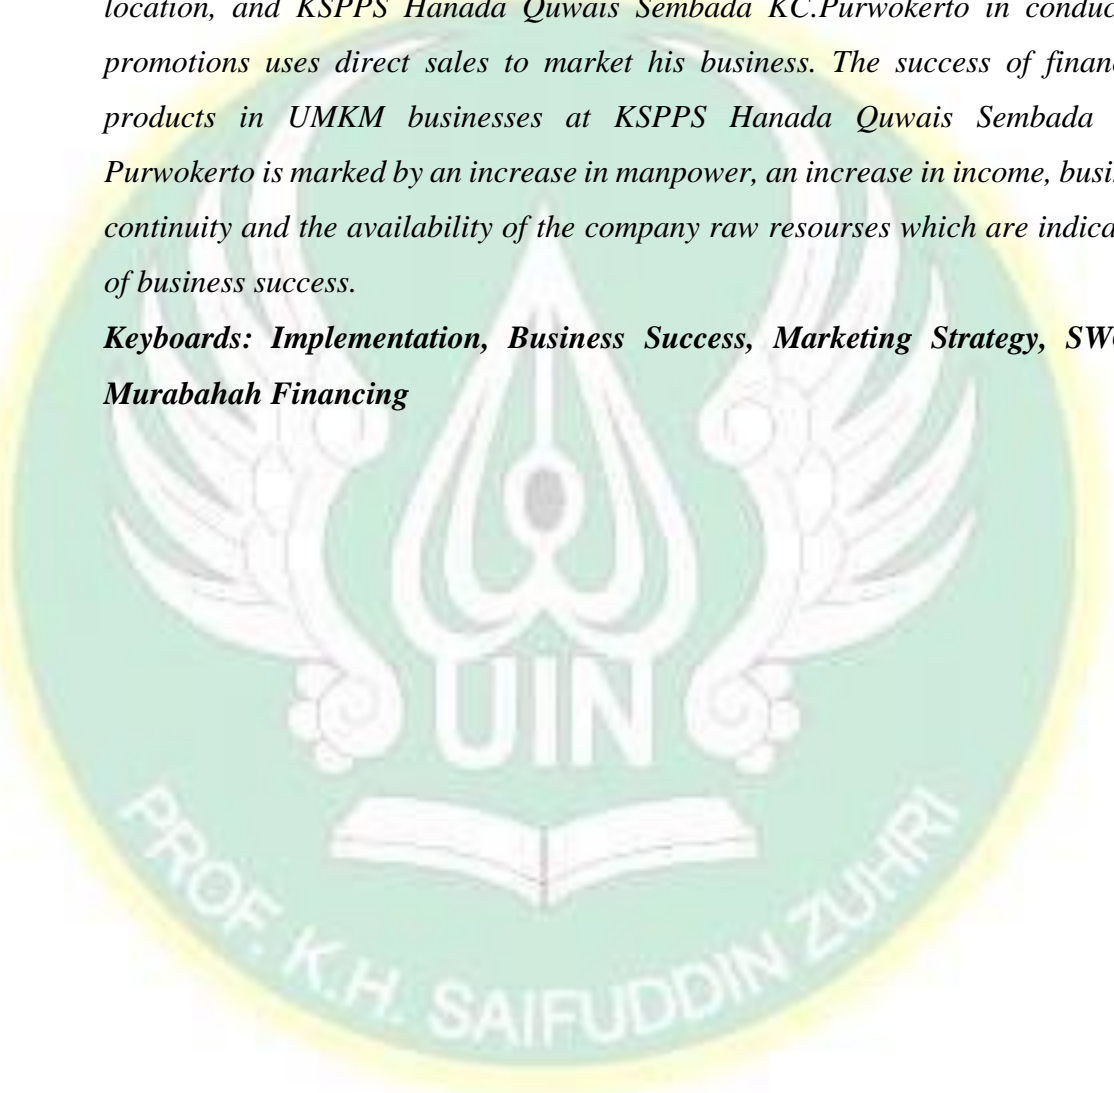 location, and KSPPS Hanada Quwais Sembada KC.Purwokerto in conduc
promotions uses direct sales to market his business. The success of financ
products in UMKM businesses at KSPPS Hanada Quwais Sembada
Purwokerto is marked by an increase in manpower, an increase in income, busi
continuity and the availability of the company raw resourses which are indica
of business success.
Keyboards: Implementation, Business Success, Marketing Strategy, SW
Murabahah Financing
UIN
PROF. K.H. SAIFUDDIN ZUHRI